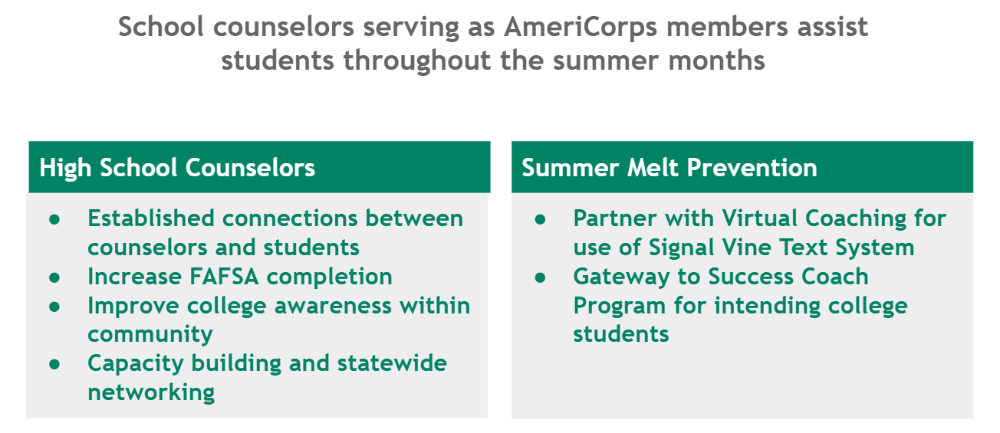 School counselors serving as AmeriCorps members assist
students throughout the summer months
High School Counselors
● Established connections between
counselors and students
● Increase FAFSA completion
● Improve college awareness within
community
● Capacity building and statewide
networking
Summer Melt Prevention
● Partner with Virtual Coaching for
use of Signal Vine Text System
● Gateway to Success Coach
Program for intending college
students